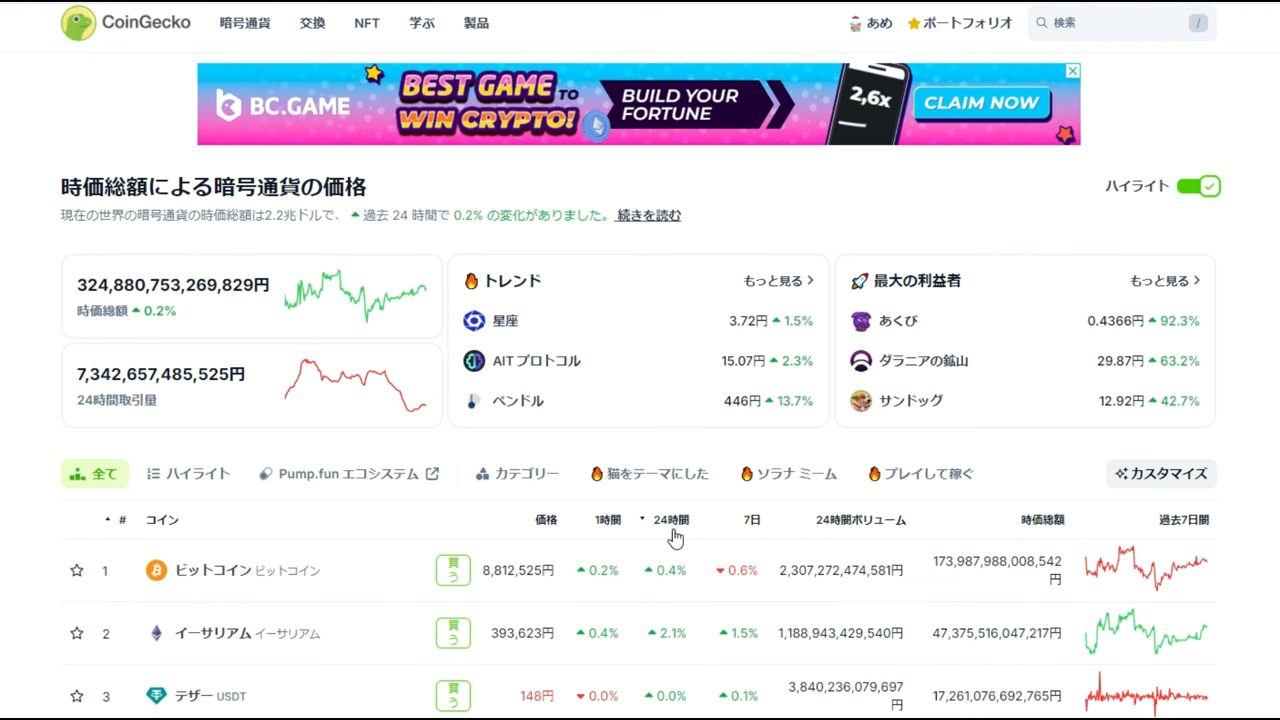 CoinGecko 暗号通貨 交換 NFT 学ぶ 製品 あめ ポートフォリオ 検索 /
BC.GAME BEST GAME TO WIN CRYPTO! BUILD YOUR FORTUNE 2,6x CLAIM NOW
時価総額による暗号通貨の価格 ハイライト
現在の世界の暗号通貨の時価総額は2.2兆ドルで、 過去 24 時間で 0.2% の変化がありました。 続きを読む
324,880,753,269,829円
時価総額 0.2%
7,342,657,485,525円
24時間取引量
トレンド もっと見る
星座 3.72円 1.5%
AIT プロトコル 15.07円 2.3%
ペンドル 446円 13.7%
最大の利益者 もっと見る
あくび 0.4366円 92.3%
ダラニアの鉱山 29.87円 63.2%
サンドッグ 12.92円 42.7%
全て ハイライト Pump.fun エコシステム カテゴリー 猫をテーマにした ソラナ ミーム プレイして稼ぐ カスタマイズ
# コイン 価格 1時間 24時間 7日 24時間ボリューム 時価総額 過去7日間
1 ビットコイン ビットコイン 買う 8,812,525円 0.2% 0.4% 0.6% 2,307,272,474,581円 173,987,988,008,542円
2 イーサリアム イーサリアム 買う 393,623円 0.4% 2.1% 1.5% 1,188,943,429,540円 47,375,516,047,217円
3 テザー USDT 買う 148円 0.0% 0.0% 0.1% 3,840,236,079,697円 17,261,076,692,765円